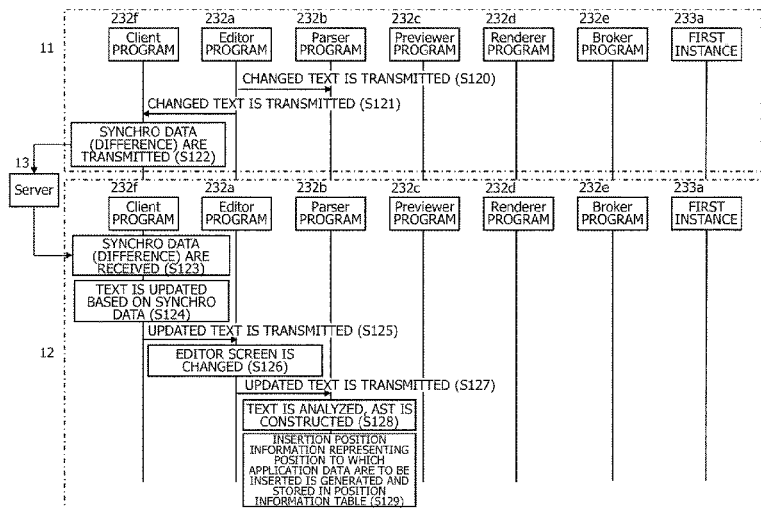 232f 232a 232b 232c 232d 232e 233a
11
Client PROGRAM
Editor PROGRAM
Parser PROGRAM
Previewer PROGRAM
Renderer PROGRAM
Broker PROGRAM
FIRST INSTANCE
CHANGED TEXT IS TRANSMITTED (S120)
CHANGED TEXT IS TRANSMITTED (S121)
SYNCHRO DATA
(DIFFERENCE) ARE
TRANSMITTED (S122)
13
Server
232f 232a 232b 232c 232d 232e 233a
Client PROGRAM
Editor PROGRAM
Parser PROGRAM
Previewer PROGRAM
Renderer PROGRAM
Broker PROGRAM
FIRST INSTANCE
SYNCHRO DATA
(DIFFERENCE) ARE
RECEIVED (S123)
TEXT IS UPDATED
BASED ON SYNCHRO
DATA (S124)
UPDATED TEXT IS TRANSMITTED (S125)
12
EDITOR SCREEN IS
CHANGED (S126)
UPDATED TEXT IS TRANSMITTED (S127)
TEXT IS ANALYZED, AST IS
CONSTRUCTED (S128)
INSERTION POSITION
INFORMATION REPRESENTING
POSITION TO WHICH
APPLICATION DATA ARE TO BE
INSERTED IS GENERATED AND
STORED IN POSITION
INFORMATION TABLE (S129)